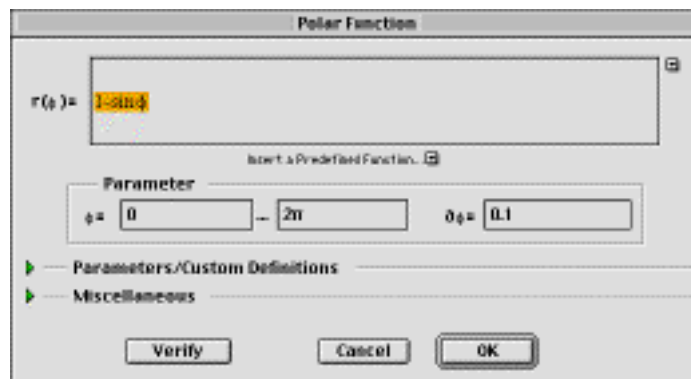 Polar Function
r(ϕ)= 1-sinϕ
Insert a Predefined Function...
Parameter
ϕ= 0 ... 2π ∂ϕ= 0.1
Parameters/Custom Definitions
Miscellaneous
Verify Cancel OK